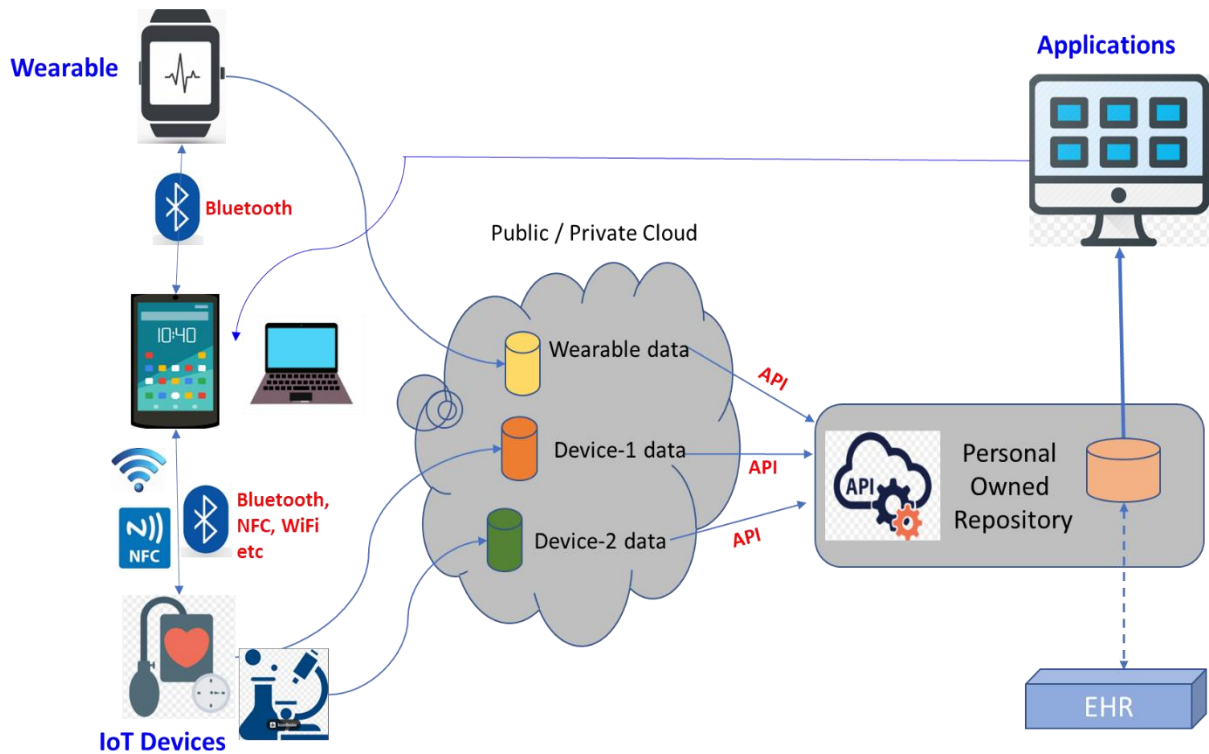 Wearable
Applications
Bluetooth
Public / Private Cloud
10:40
Wearable data
API
Device-1 data
API
Bluetooth,
NFC, WiFi
etc
NFC
Device-2 data
API
API
Personal
Owned
Repository
IoT Devices
EHR